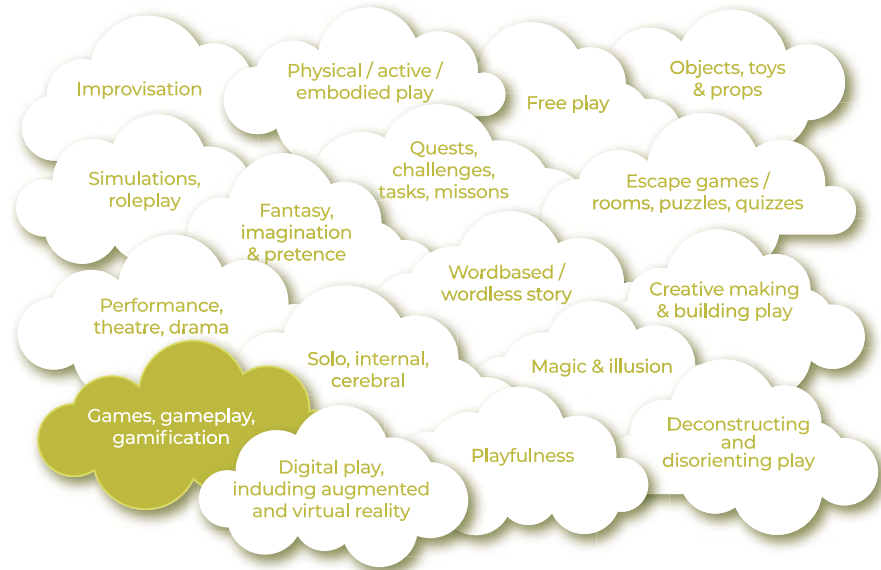 Improvisation
Physical / active /
embodied play
Free play
Objects, toys
& props
Simulations,
roleplay
Quests,
challenges,
tasks, missons
Escape games /
rooms, puzzles, quizzes
Fantasy,
imagination
& pretence
Wordbased /
wordless story
Creative making
& building play
Performance,
theatre, drama
Solo, internal,
cerebral
Magic & illusion
Games, gameplay,
gamification
Digital play,
including augmented
and virtual reality
Playfulness
Deconstructing
and
disorienting play